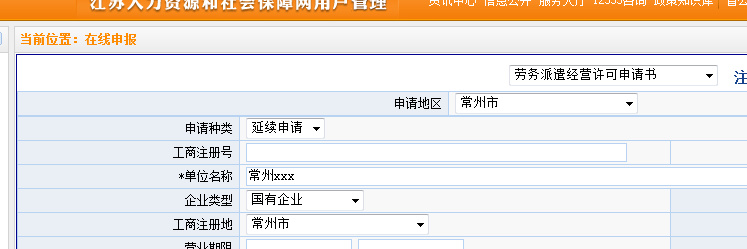 江苏人力资源和社会保障网用户管理 资讯中心 信息公开 服务大厅 12333咨询 政策知识库
当前位置：在线申报
劳务派遣经营许可申请书 注
申请地区 常州市
申请种类 延续申请
工商注册号
*单位名称 常州xxx
企业类型 国有企业
工商注册地 常州市
营业期限